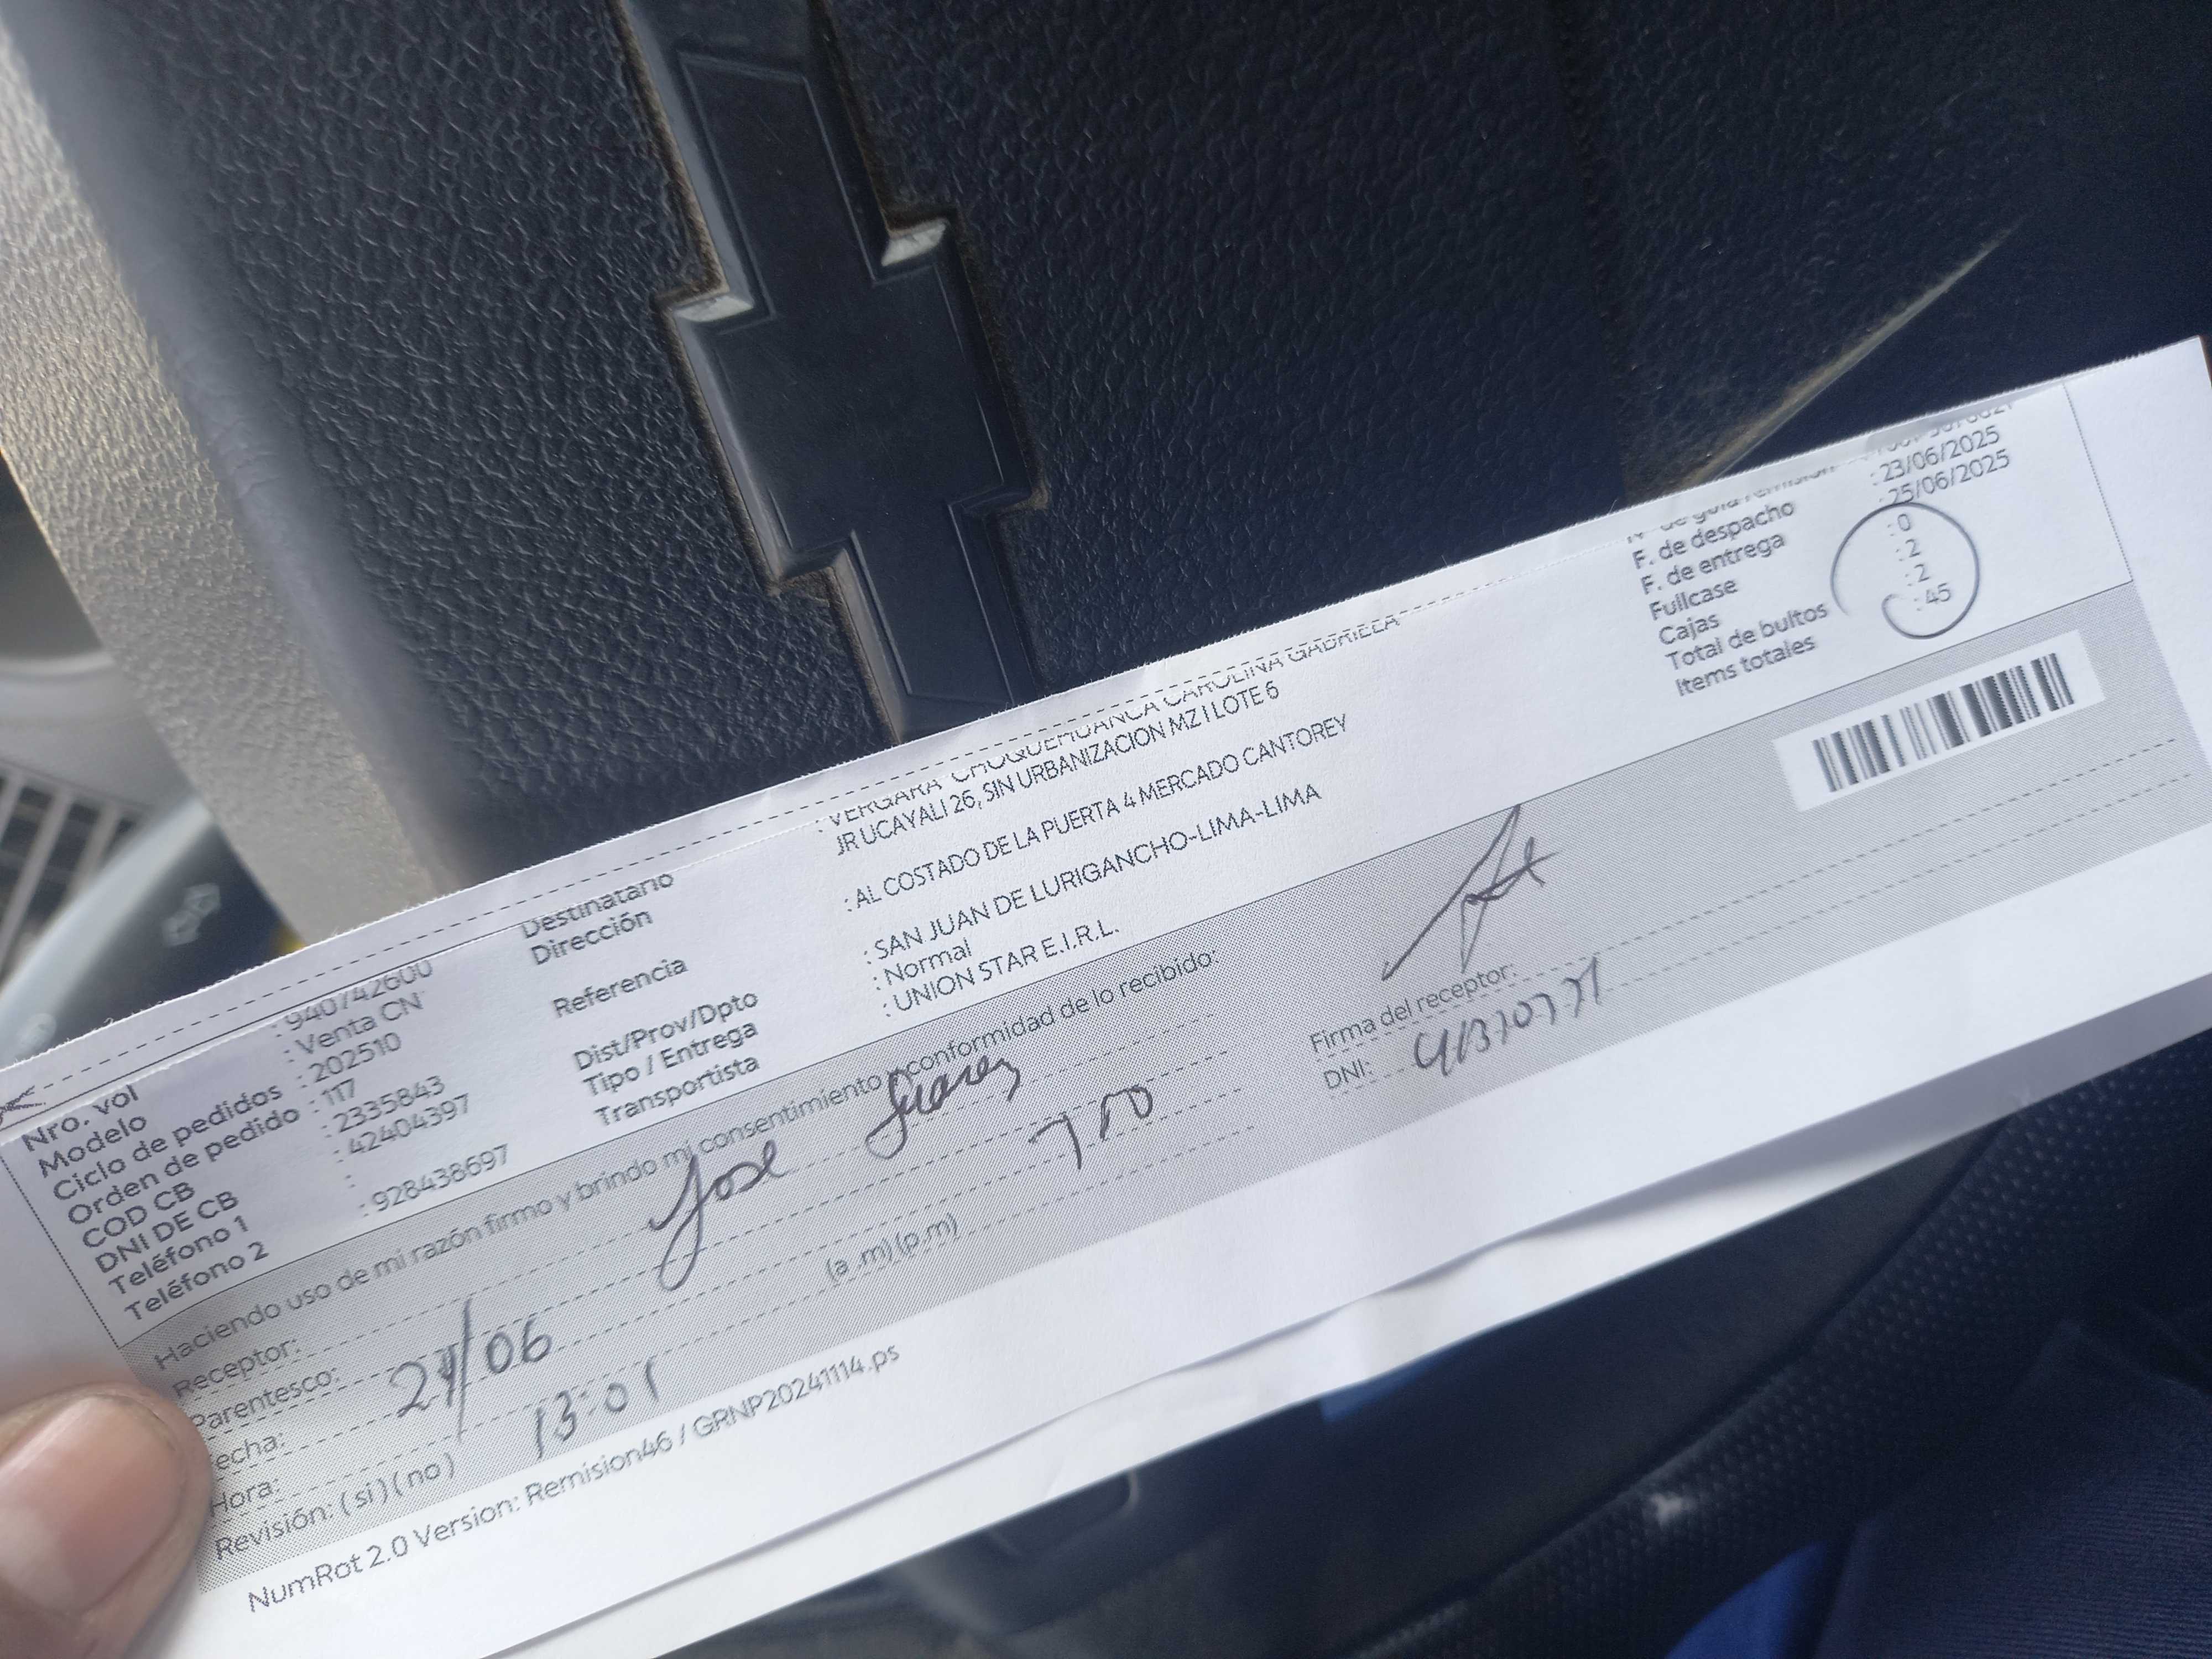 Nro. vol : 940742600
Modelo : Venta CN
Ciclo de pedidos : 202510
Orden de pedido : 117
COD CB : 2335843
DNI DE CB : 42404397
Teléfono 1 :
Teléfono 2 : 928438697
Destinatario : VERGARA CHOQUEHUANCA CAROLINA GABRIELA
Dirección JR UCAYALI 26, SIN URBANIZACION MZ I LOTE 6
Referencia : AL COSTADO DE LA PUERTA 4 MERCADO CANTOREY
Dist/Prov/Dpto : SAN JUAN DE LURIGANCHO-LIMA-LIMA
Tipo / Entrega : Normal
Transportista : UNION STAR E.I.R.L.
N° de guía remisión
F. de despacho : 23/06/2025
F. de entrega : 25/06/2025
Fullcase : 0
Cajas : 2
Total de bultos : 2
Items totales : 45
Haciendo uso de mi razón firmo y brindo mi consentimiento y conformidad de lo recibido:
Receptor: Jose Suarez
Parentesco:
Fecha: /06
Hora: 13:01 (a .m) (p.m)
Revisión: ( si ) ( no )
Firma del receptor:
DNI:
NumRot 2.0 Version: Remision46 / GRNP20241114.ps